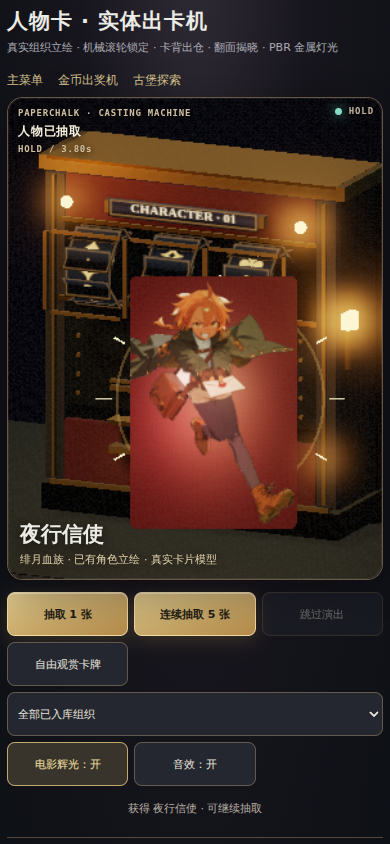 人物卡 · 实体出卡机
真实组织立绘 · 机械滚轮锁定 · 卡背出仓 · 翻面揭晓 · PBR 金属灯光
主菜单 金币出奖机 古堡探索
PAPERCHALK · CASTING MACHINE
HOLD
人物已抽取
HOLD / 3.80s
CHARACTER · 01
夜行信使
绯月血族 · 已有角色立绘 · 真实卡片模型
抽取 1 张 连续抽取 5 张 跳过演出
自由观赏卡牌
全部已入库组织
电影辉光：开 音效：开
获得 夜行信使 · 可继续抽取